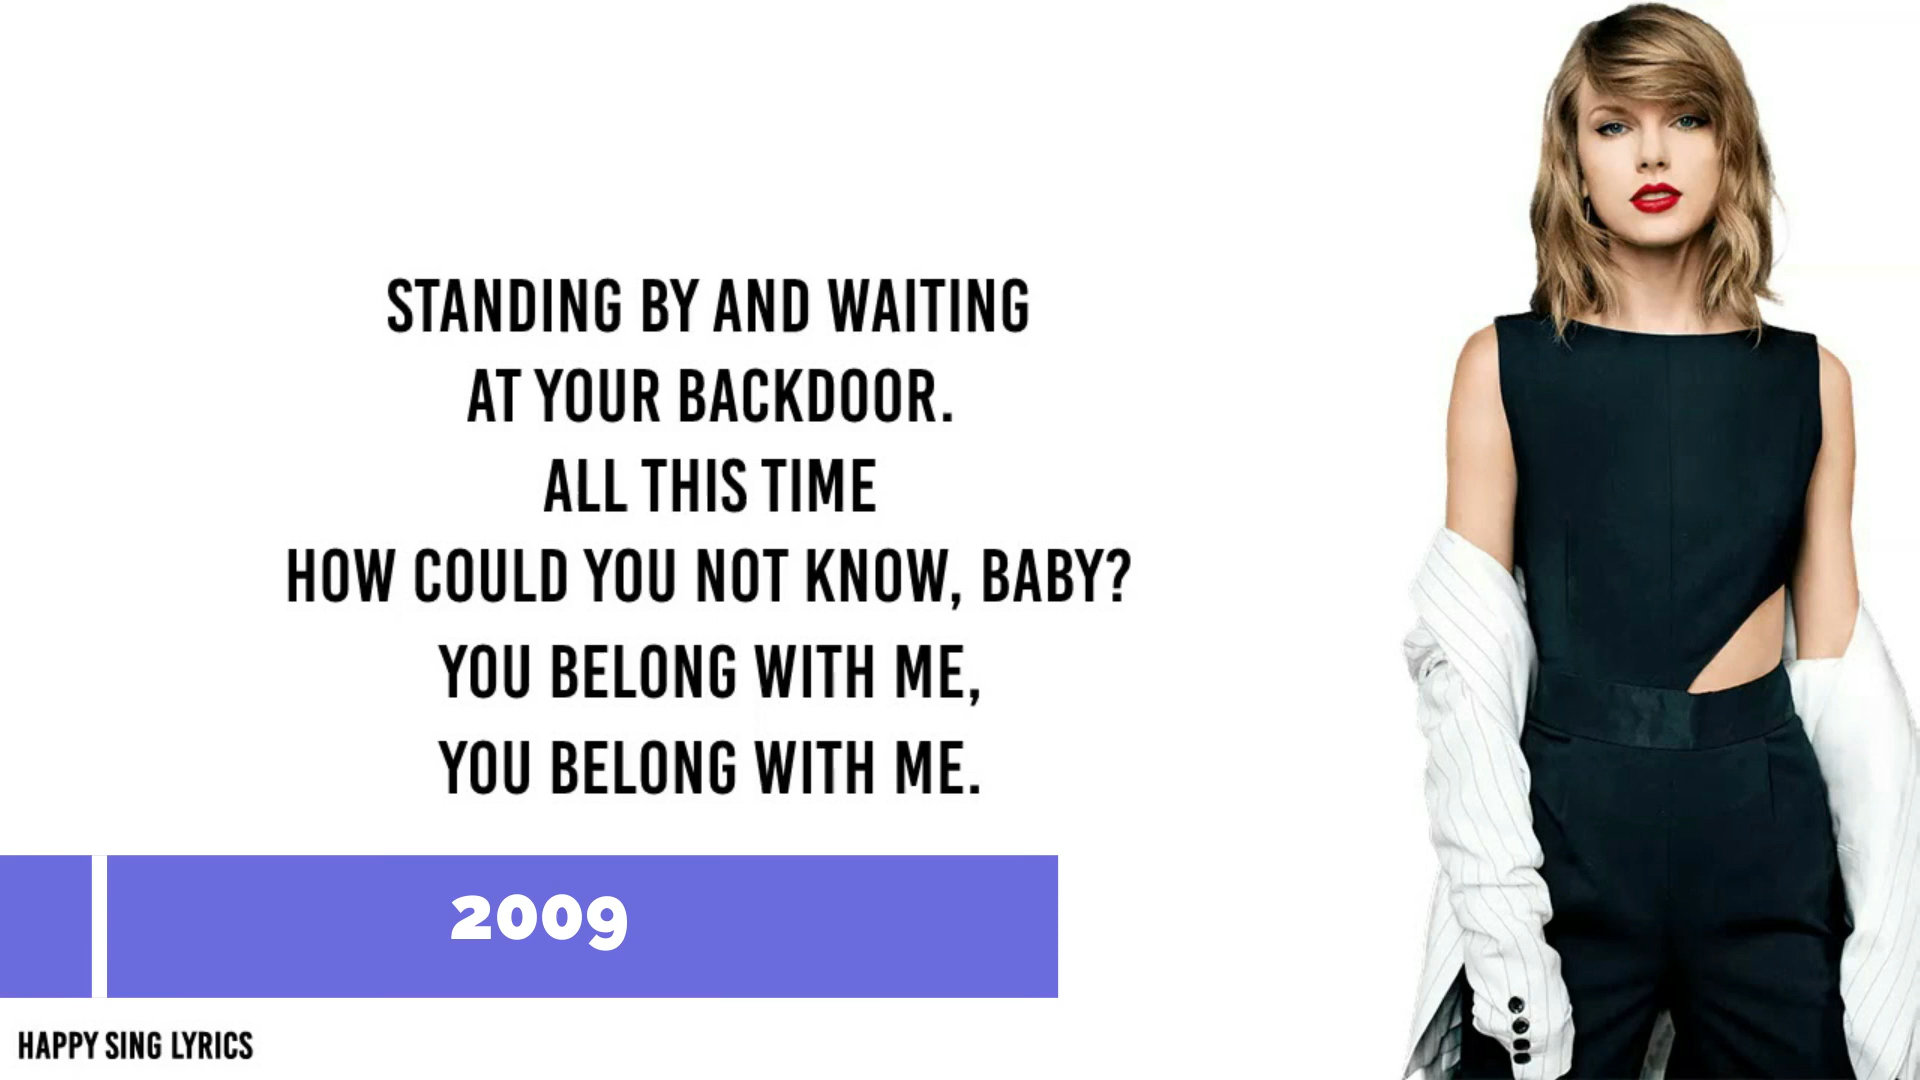 STANDING BY AND WAITING
AT YOUR BACKDOOR.
ALL THIS TIME
HOW COULD YOU NOT KNOW, BABY?
YOU BELONG WITH ME,
YOU BELONG WITH ME.
2009
HAPPY SING LYRICS